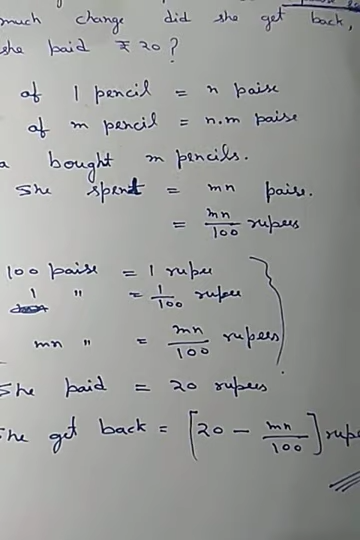 much change did she get back,
she paid ₹ 20?
of 1 pencil = n paise
of m pencil = n.m paise
a bought m pencils.
She spent = mn paise.
= mn/100 rupees
100 paise = 1 rupee
1 " = 1/100 rupee
mn " = mn/100 rupees
She paid = 20 rupees
She get back = [20 - mn/100] rupe